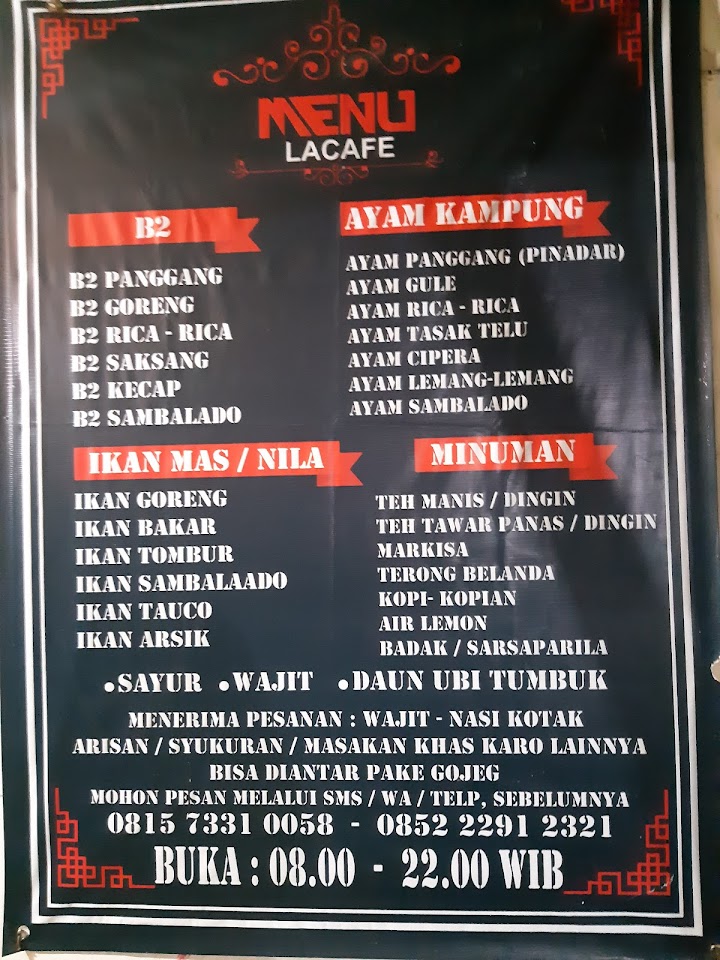 MENU
LACAFE
B2
B2 PANGGANG
B2 GORENG
B2 RICA - RICA
B2 SAKSANG
B2 KECAP
B2 SAMBALADO
AYAM KAMPUNG
AYAM PANGGANG (PINADAR)
AYAM GULE
AYAM RICA - RICA
AYAM TASAK TELU
AYAM CIPERA
AYAM LEMANG-LEMANG
AYAM SAMBALADO
IKAN MAS / NILA
IKAN GORENG
IKAN BAKAR
IKAN TOMBUR
IKAN SAMBALAADO
IKAN TAUCO
IKAN ARSIK
MINUMAN
TEH MANIS / DINGIN
TEH TAWAR PANAS / DINGIN
MARKISA
TERONG BELANDA
KOPI- KOPIAN
AIR LEMON
BADAK / SARSAPARILA
•SAYUR •WAJIT •DAUN UBI TUMBUK
MENERIMA PESANAN : WAJIT - NASI KOTAK
ARISAN / SYUKURAN / MASAKAN KHAS KARO LAINNYA
BISA DIANTAR PAKE GOJEG
MOHON PESAN MELALUI SMS / WA / TELP, SEBELUMNYA
0815 7331 0058 - 0852 2291 2321
BUKA : 08.00 - 22.00 WIB